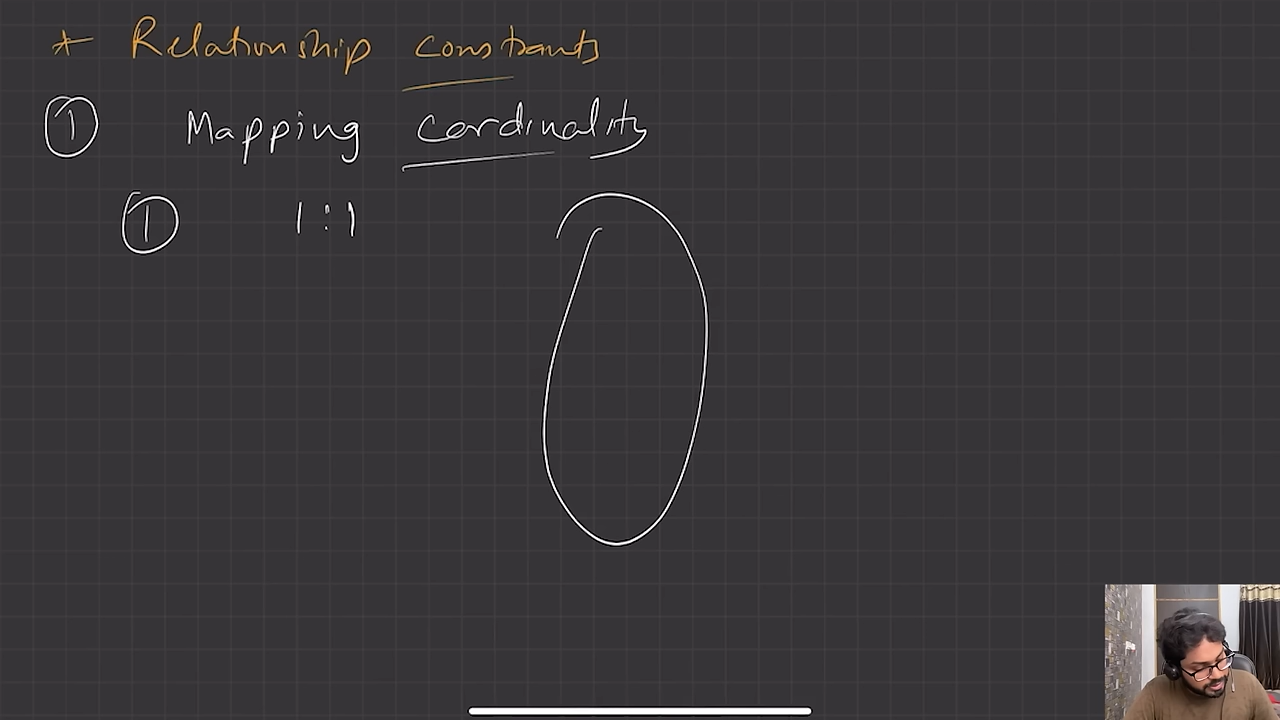 * Relationship constraints
① Mapping cardinality
① 1:1